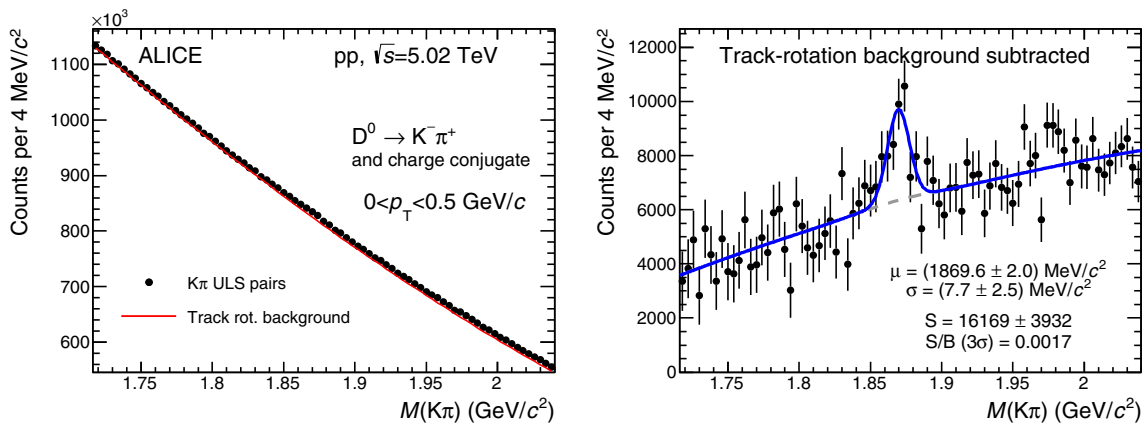 ×10³
ALICE
pp, √s=5.02 TeV
D⁰ → K⁻π⁺
and charge conjugate
0<p_T<0.5 GeV/c
Kπ ULS pairs
Track rot. background
Counts per 4 MeV/c²
1100
1000
900
800
700
600
1.75 1.8 1.85 1.9 1.95 2
M(Kπ) (GeV/c²)
Track-rotation background subtracted
Counts per 4 MeV/c²
12000
10000
8000
6000
4000
2000
0
μ = (1869.6 ± 2.0) MeV/c²
σ = (7.7 ± 2.5) MeV/c²
S = 16169 ± 3932
S/B (3σ) = 0.0017
1.75 1.8 1.85 1.9 1.95 2
M(Kπ) (GeV/c²)